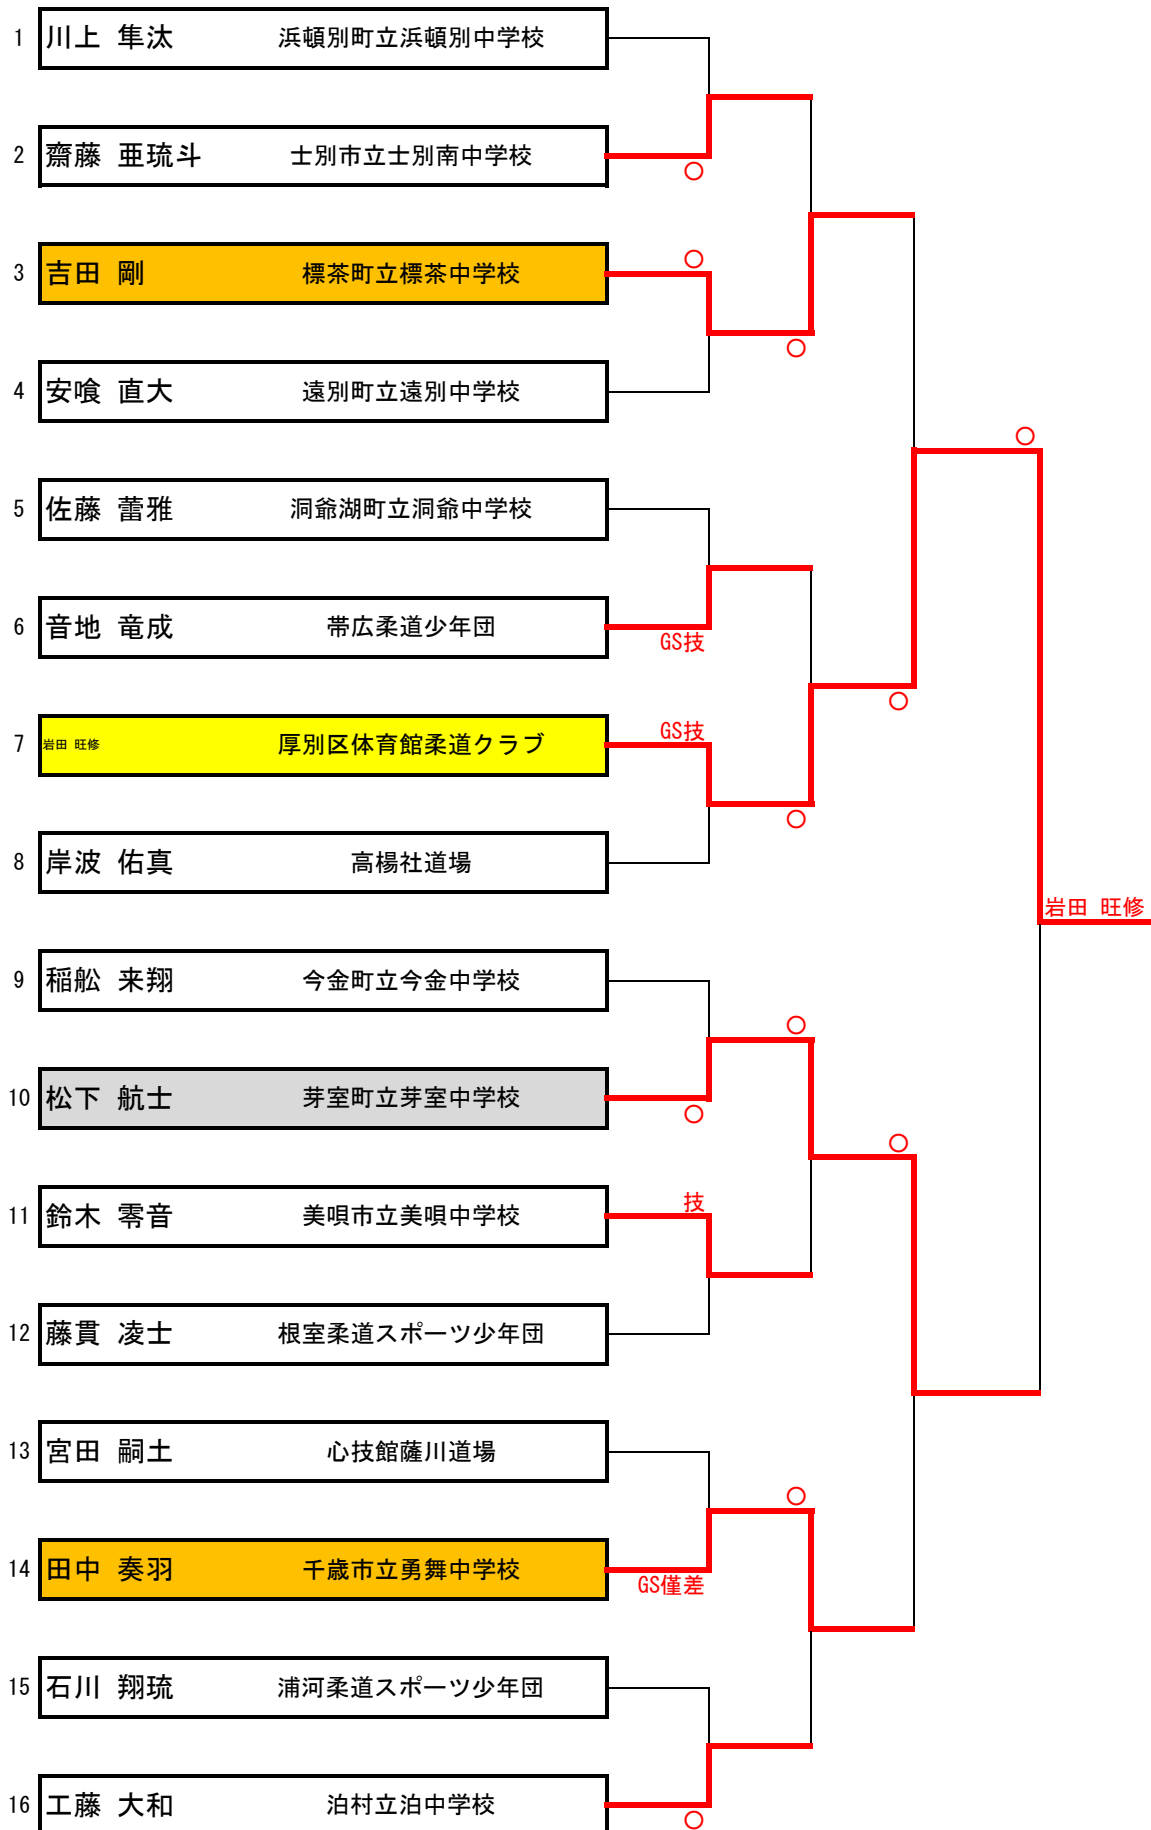 1 川上 隼汰 浜頓別町立浜頓別中学校
2 齋藤 亜琉斗 士別市立士別南中学校
○
○
3 吉田 剛 標茶町立標茶中学校
○
4 安喰 直大 遠別町立遠別中学校
○
5 佐藤 蕾雅 洞爺湖町立洞爺中学校
6 音地 竜成 帯広柔道少年団
GS技
○
GS技
7 岩田 旺修 厚別区体育館柔道クラブ
○
8 岸波 佑真 高楊社道場
岩田 旺修
9 稲舩 来翔 今金町立今金中学校
○
10 松下 航士 芽室町立芽室中学校
○
○
技
11 鈴木 零音 美唄市立美唄中学校
12 藤貫 凌士 根室柔道スポーツ少年団
13 宮田 嗣土 心技館薩川道場
○
14 田中 奏羽 千歳市立勇舞中学校
GS僅差
15 石川 翔琉 浦河柔道スポーツ少年団
16 工藤 大和 泊村立泊中学校
○